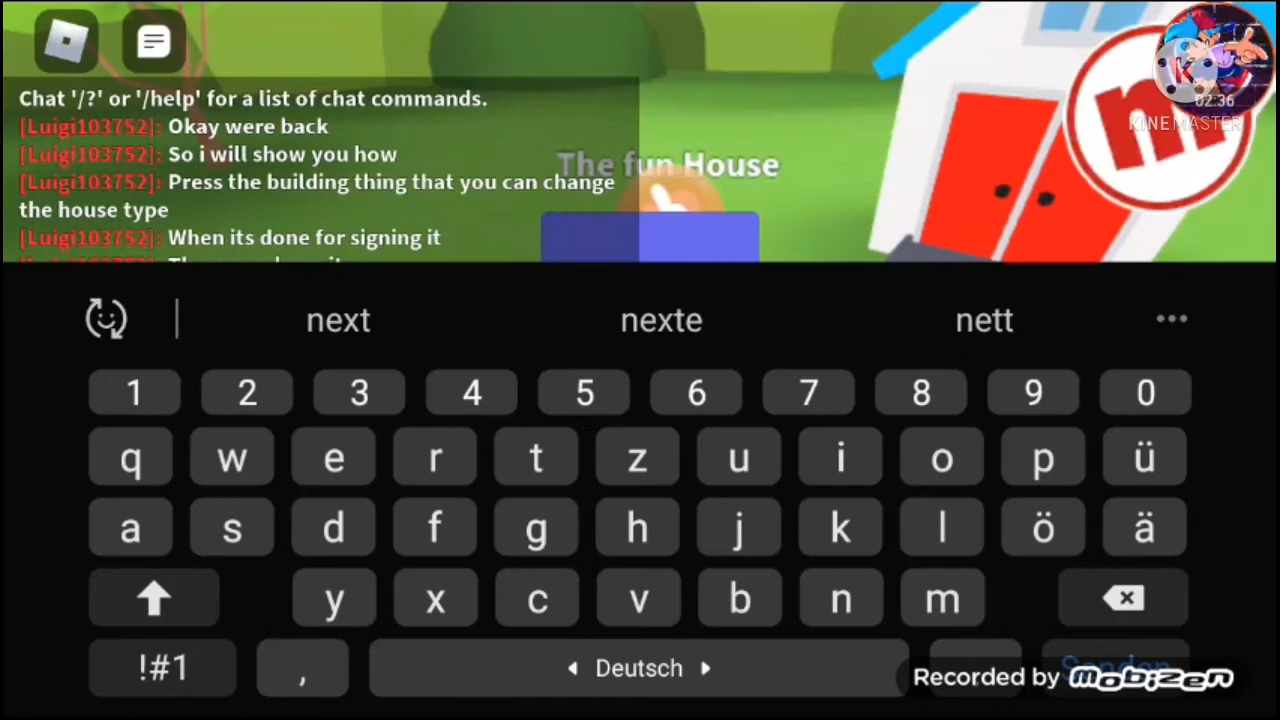 Chat '/?' or '/help' for a list of chat commands.
[Luigi103752]: Okay were back
[Luigi103752]: So i will show you how
[Luigi103752]: Press the building thing that you can change
the house type
[Luigi103752]: When its done for signing it
The fun House
m
02:36
KINEMASTER
next nexte nett
1 2 3 4 5 6 7 8 9 0
q w e r t z u i o p ü
a s d f g h j k l ö ä
y x c v b n m
!#1 , Deutsch Senden
Recorded by mobizen